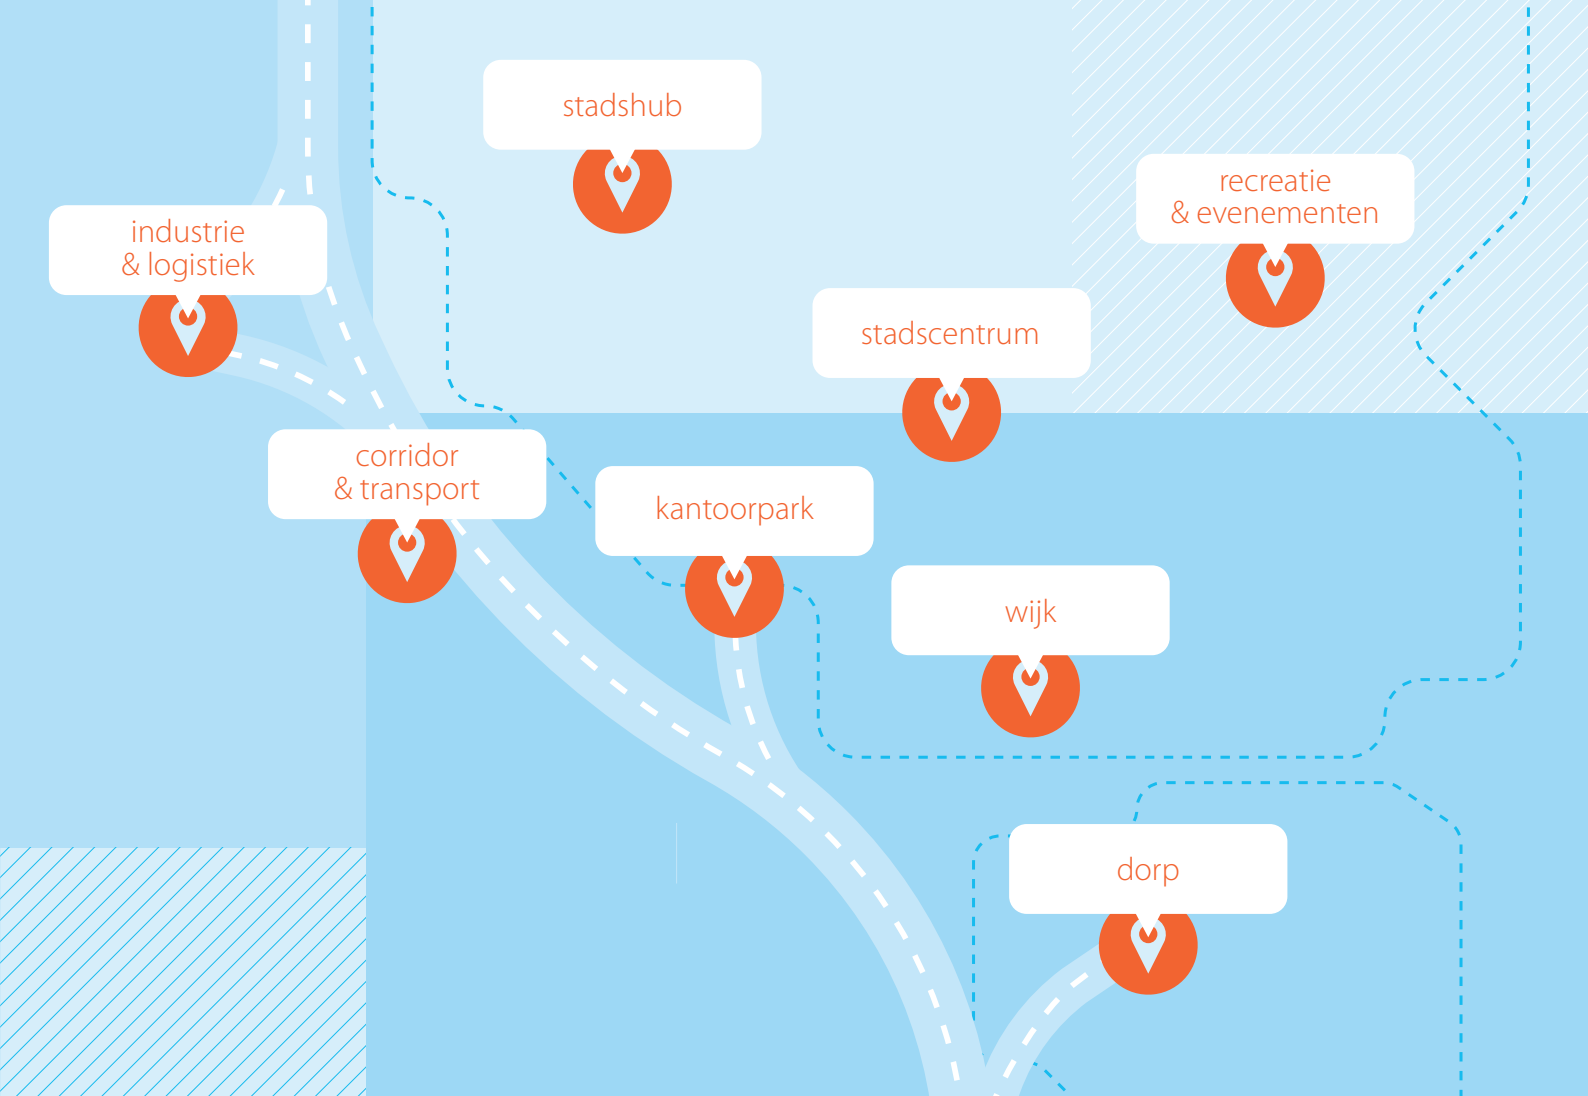 stadshub
recreatie
& evenementen
industrie
& logistiek
stadscentrum
corridor
& transport
kantoorpark
wijk
dorp